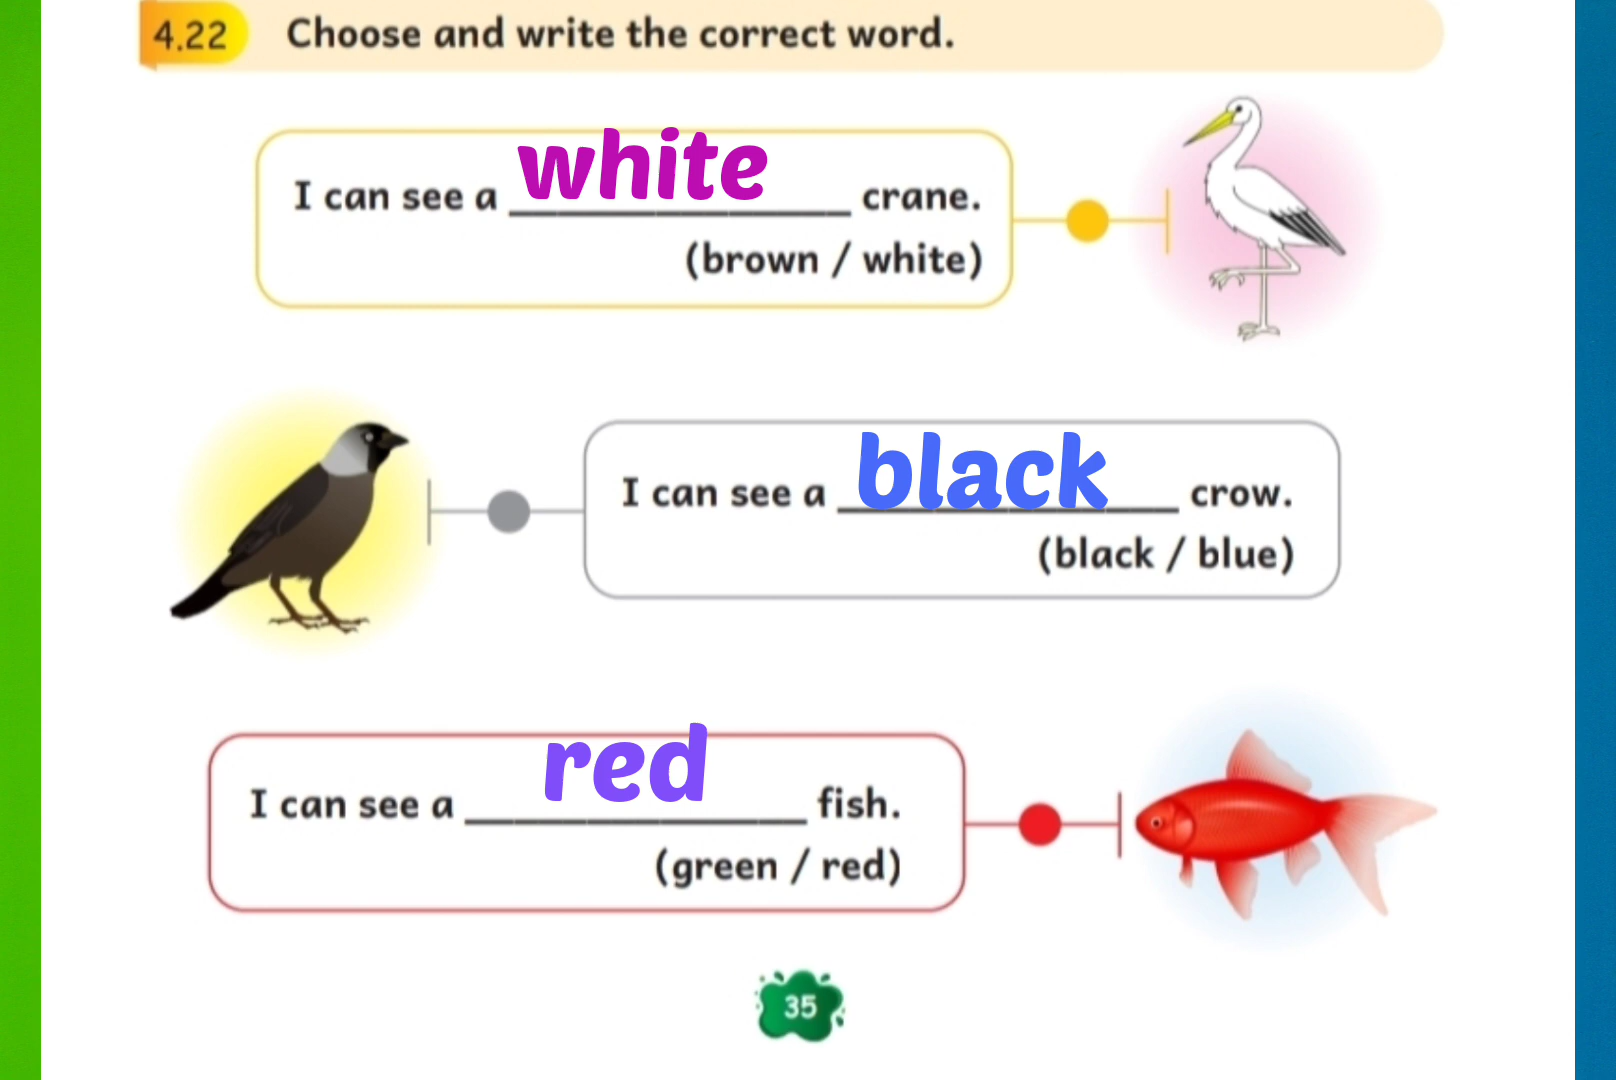 4.22 Choose and write the correct word.
I can see a white crane.
(brown / white)
I can see a black crow.
(black / blue)
I can see a red fish.
(green / red)
35